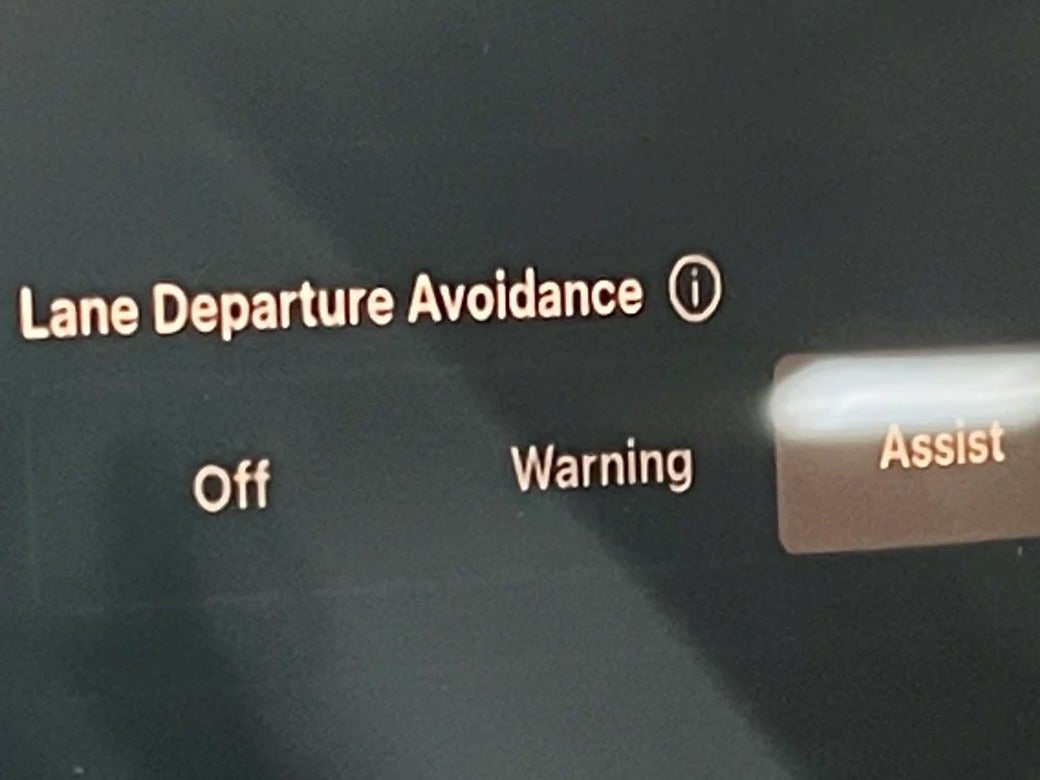 Lane Departure Avoidance
Off Warning Assist